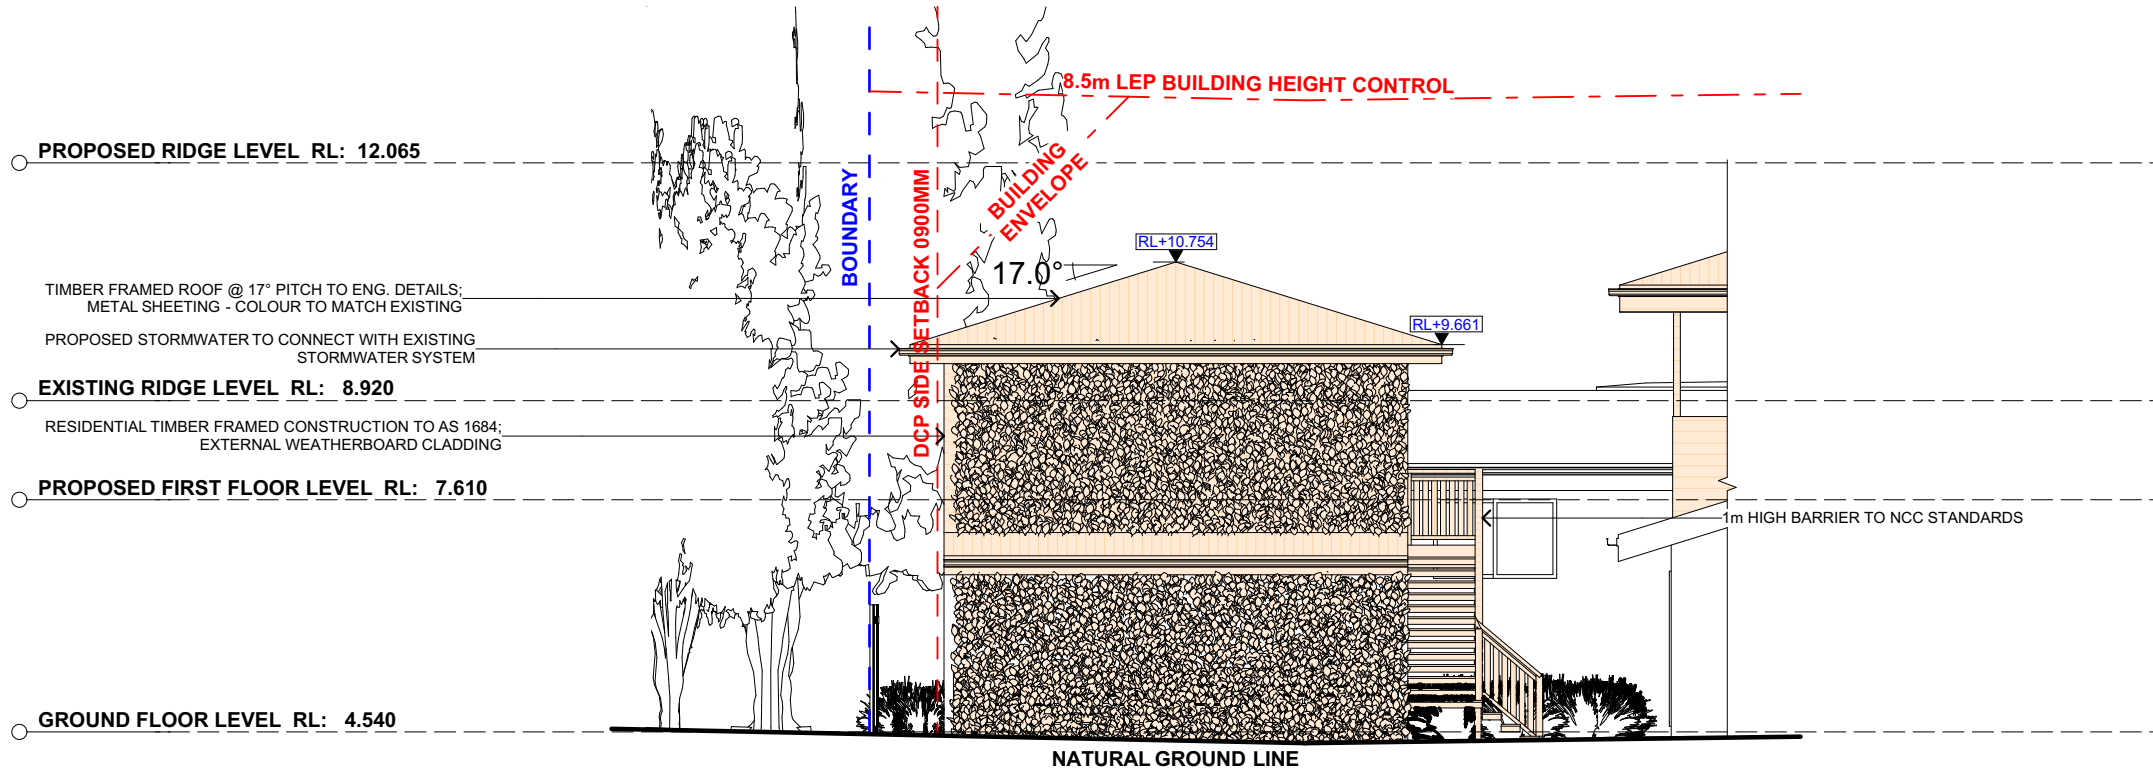 8.5m LEP BUILDING HEIGHT CONTROL
PROPOSED RIDGE LEVEL  RL:  12.065
BUILDING
ENVELOPE
BOUNDARY
DCP SIDE SETBACK 0900MM
RL+10.754
17.0°
TIMBER FRAMED ROOF @ 17° PITCH TO ENG. DETAILS;
METAL SHEETING - COLOUR TO MATCH EXISTING
RL+9.661
PROPOSED STORMWATER TO CONNECT WITH EXISTING
STORMWATER SYSTEM
EXISTING RIDGE LEVEL  RL:  8.920
RESIDENTIAL TIMBER FRAMED CONSTRUCTION TO AS 1684;
EXTERNAL WEATHERBOARD CLADDING
PROPOSED FIRST FLOOR LEVEL  RL:  7.610
1m HIGH BARRIER TO NCC STANDARDS
GROUND FLOOR LEVEL  RL:  4.540
NATURAL GROUND LINE